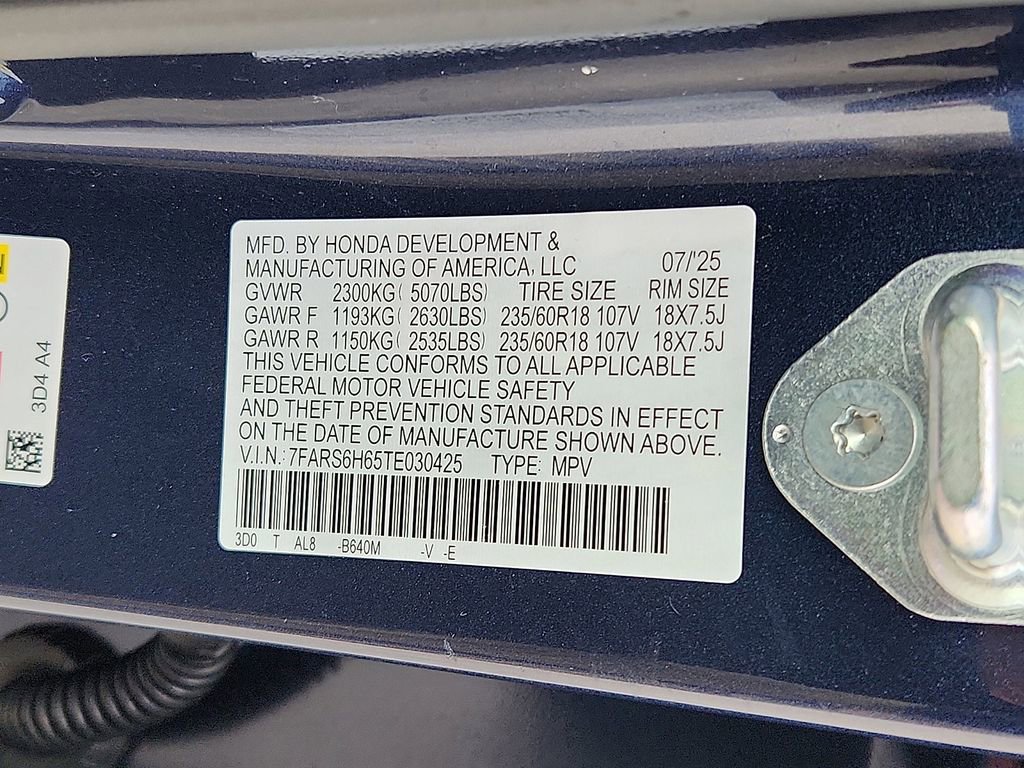 MFD. BY HONDA DEVELOPMENT &
MANUFACTURING OF AMERICA, LLC 07/'25
GVWR 2300KG( 5070LBS) TIRE SIZE RIM SIZE
GAWR F 1193KG( 2630LBS) 235/60R18 107V 18X7.5J
GAWR R 1150KG( 2535LBS) 235/60R18 107V 18X7.5J
THIS VEHICLE CONFORMS TO ALL APPLICABLE
FEDERAL MOTOR VEHICLE SAFETY
AND THEFT PREVENTION STANDARDS IN EFFECT
ON THE DATE OF MANUFACTURE SHOWN ABOVE.
V.I.N.: 7FARS6H65TE030425 TYPE: MPV
3D0 T AL8 -B640M -V -E
3D4 A4